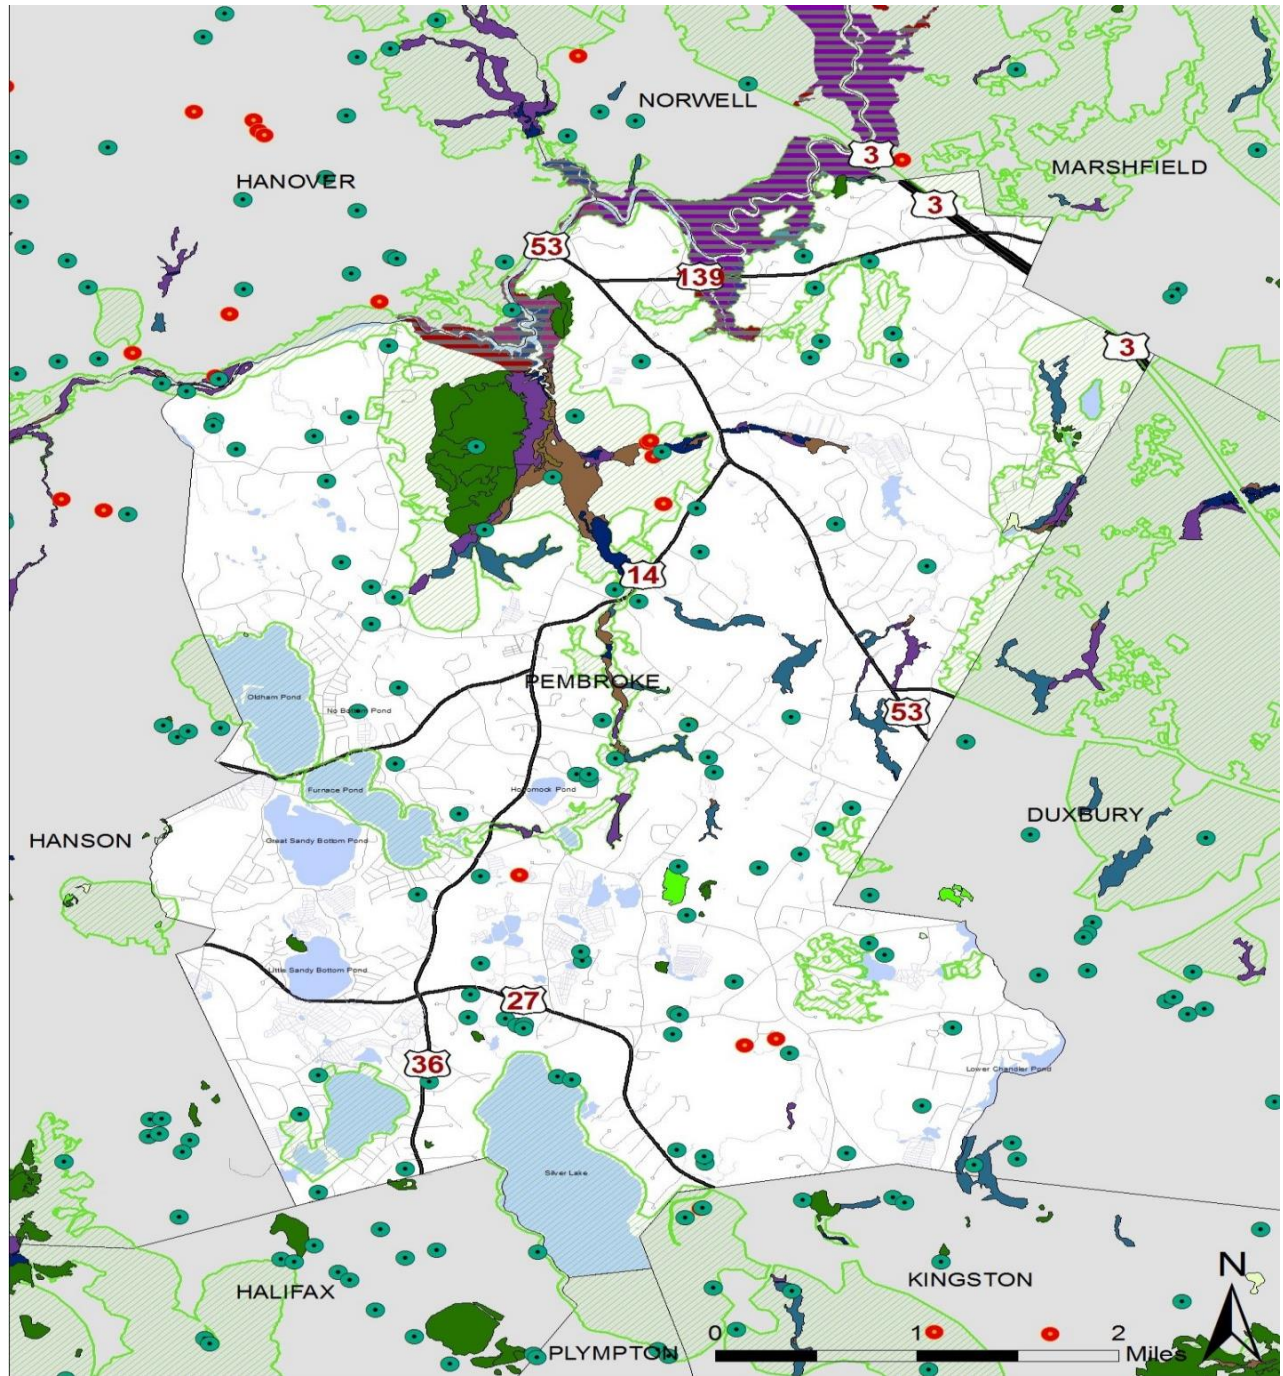 NORWELL
3
MARSHFIELD
HANOVER
3
53
139
3
14
PEMBROKE
Oldham Pond
No Bottom Pond
53
Furnace Pond
Hobomock Pond
DUXBURY
HANSON
Great Sandy Bottom Pond
Little Sandy Bottom Pond
27
36
Lower Chandler Pond
Silver Lake
N
KINGSTON
HALIFAX
0 1 2
PLYMPTON
Miles